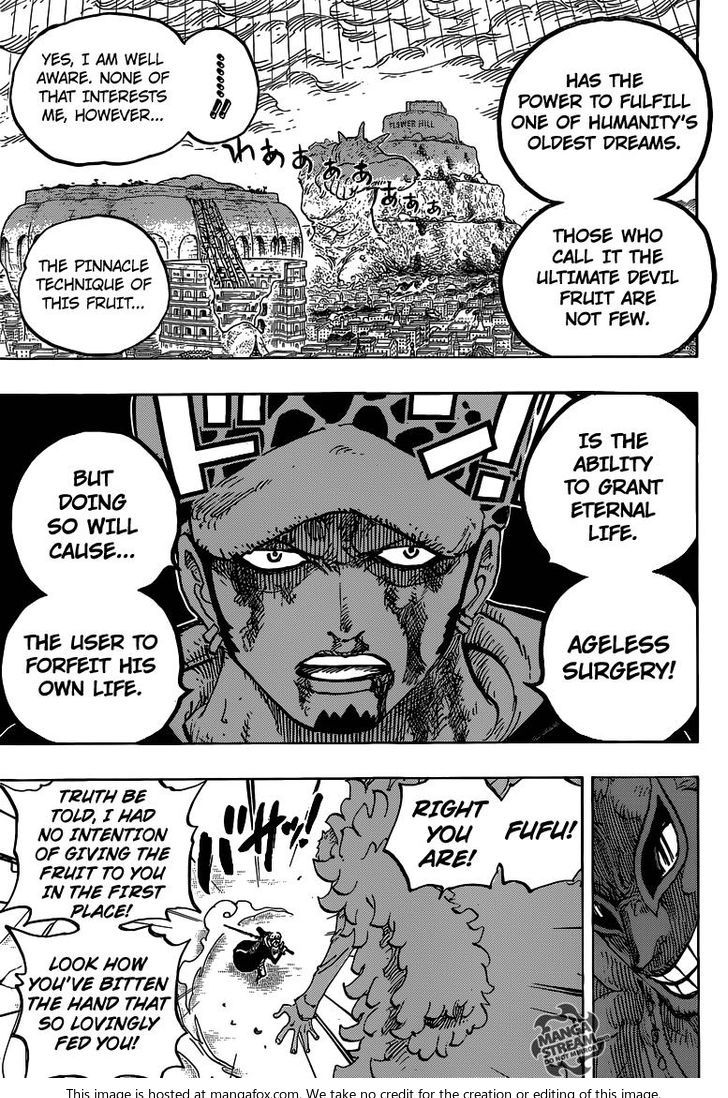 HAS THE
POWER TO FULFILL
ONE OF HUMANITY'S
OLDEST DREAMS.
THOSE WHO
CALL IT THE
ULTIMATE DEVIL
FRUIT ARE
NOT FEW.
......!!
YES, I AM WELL
AWARE. NONE OF
THAT INTERESTS
ME, HOWEVER...
FLOWER HILL
わぁああああああ
THE PINNACLE
TECHNIQUE OF
THIS FRUIT...
IS THE
ABILITY
TO GRANT
ETERNAL
LIFE.
AGELESS
SURGERY!
BUT
DOING
SO WILL
CAUSE...
THE USER TO
FORFEIT HIS
OWN LIFE.
FUFU!
RIGHT
YOU
ARE!
TRUTH BE
TOLD, I HAD
NO INTENTION
OF GIVING THE
FRUIT TO YOU
IN THE FIRST
PLACE!
LOOK HOW
YOU'VE BITTEN
THE HAND THAT
SO LOVINGLY
FED YOU!
MANGA
STREAM
This image is hosted at mangafox.com. We take no credit for the creation or editing of this image.